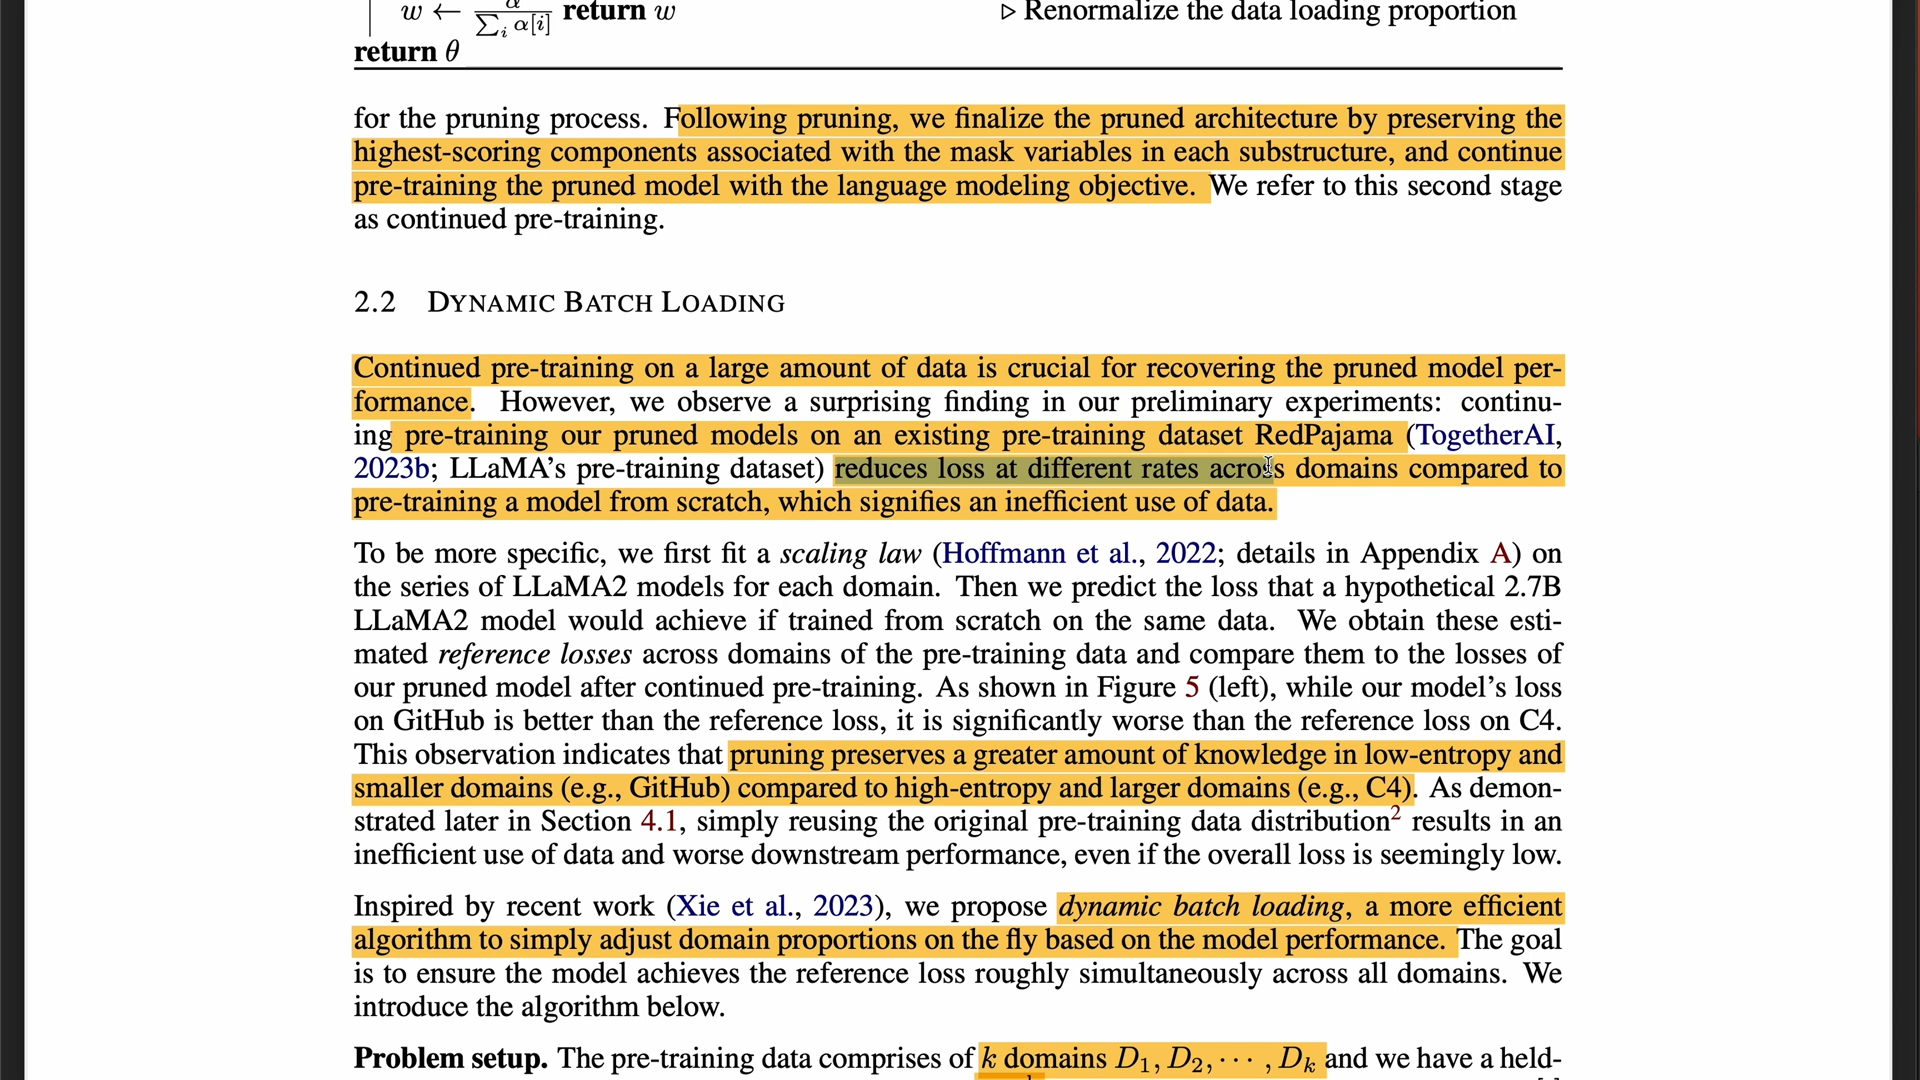 w ← α / ∑i α[i] return w ▷ Renormalize the data loading proportion
return θ
for the pruning process. Following pruning, we finalize the pruned architecture by preserving the
highest-scoring components associated with the mask variables in each substructure, and continue
pre-training the pruned model with the language modeling objective. We refer to this second stage
as continued pre-training.
2.2 DYNAMIC BATCH LOADING
Continued pre-training on a large amount of data is crucial for recovering the pruned model per-
formance. However, we observe a surprising finding in our preliminary experiments: continu-
ing pre-training our pruned models on an existing pre-training dataset RedPajama (TogetherAI,
2023b; LLaMA's pre-training dataset) reduces loss at different rates across domains compared to
pre-training a model from scratch, which signifies an inefficient use of data.
To be more specific, we first fit a scaling law (Hoffmann et al., 2022; details in Appendix A) on
the series of LLaMA2 models for each domain. Then we predict the loss that a hypothetical 2.7B
LLaMA2 model would achieve if trained from scratch on the same data. We obtain these esti-
mated reference losses across domains of the pre-training data and compare them to the losses of
our pruned model after continued pre-training. As shown in Figure 5 (left), while our model's loss
on GitHub is better than the reference loss, it is significantly worse than the reference loss on C4.
This observation indicates that pruning preserves a greater amount of knowledge in low-entropy and
smaller domains (e.g., GitHub) compared to high-entropy and larger domains (e.g., C4). As demon-
strated later in Section 4.1, simply reusing the original pre-training data distribution2 results in an
inefficient use of data and worse downstream performance, even if the overall loss is seemingly low.
Inspired by recent work (Xie et al., 2023), we propose dynamic batch loading, a more efficient
algorithm to simply adjust domain proportions on the fly based on the model performance. The goal
is to ensure the model achieves the reference loss roughly simultaneously across all domains. We
introduce the algorithm below.
Problem setup. The pre-training data comprises of k domains D1, D2, ··· , Dk and we have a held-